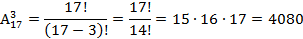 A³₁₇ = 17! / (17 − 3)! = 17! / 14! = 15 · 16 · 17 = 4080